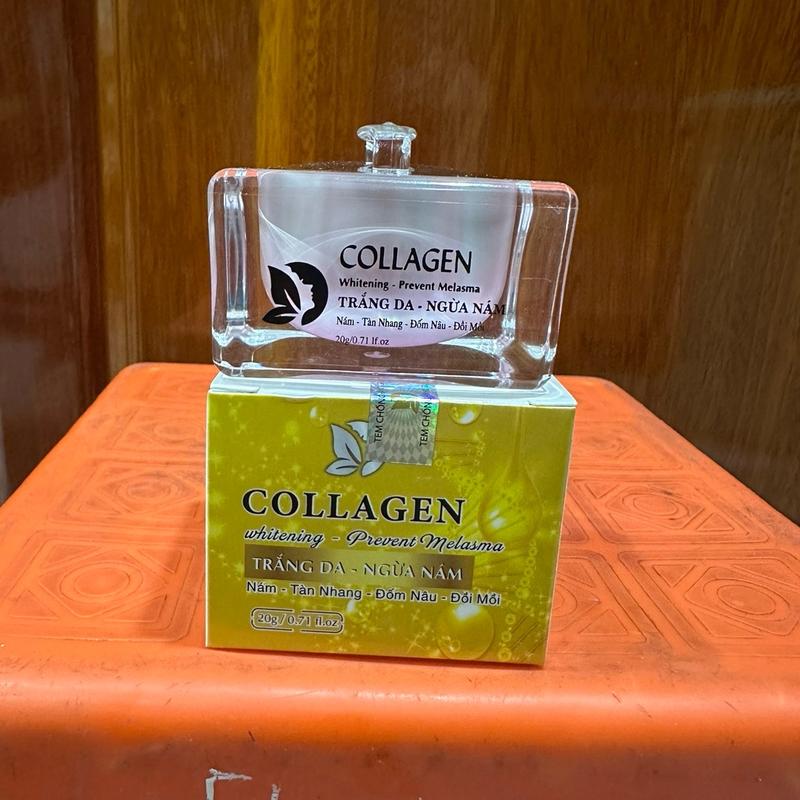 COLLAGEN
Whitening - Prevent Melasma
TRẮNG DA - NGỪA NÁM
Nám - Tàn Nhang - Đốm Nâu - Đồi Mồi
20g/0.71 lf.oz
TEM CHỐNG
TEM CHỐNG
COLLAGEN
whitening - Prevent Melasma
TRẮNG DA - NGỪA NÁM
Nám - Tàn Nhang - Đốm Nâu - Đồi Mồi
20g / 0.71 fl.oz